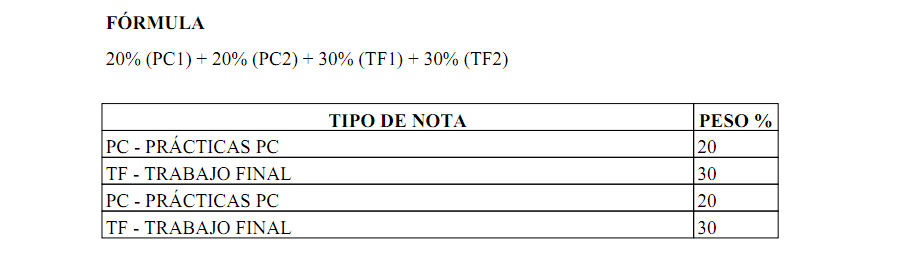 FÓRMULA
20% (PC1) + 20% (PC2) + 30% (TF1) + 30% (TF2)
TIPO DE NOTA PESO %
PC - PRÁCTICAS PC 20
TF - TRABAJO FINAL 30
PC - PRÁCTICAS PC 20
TF - TRABAJO FINAL 30